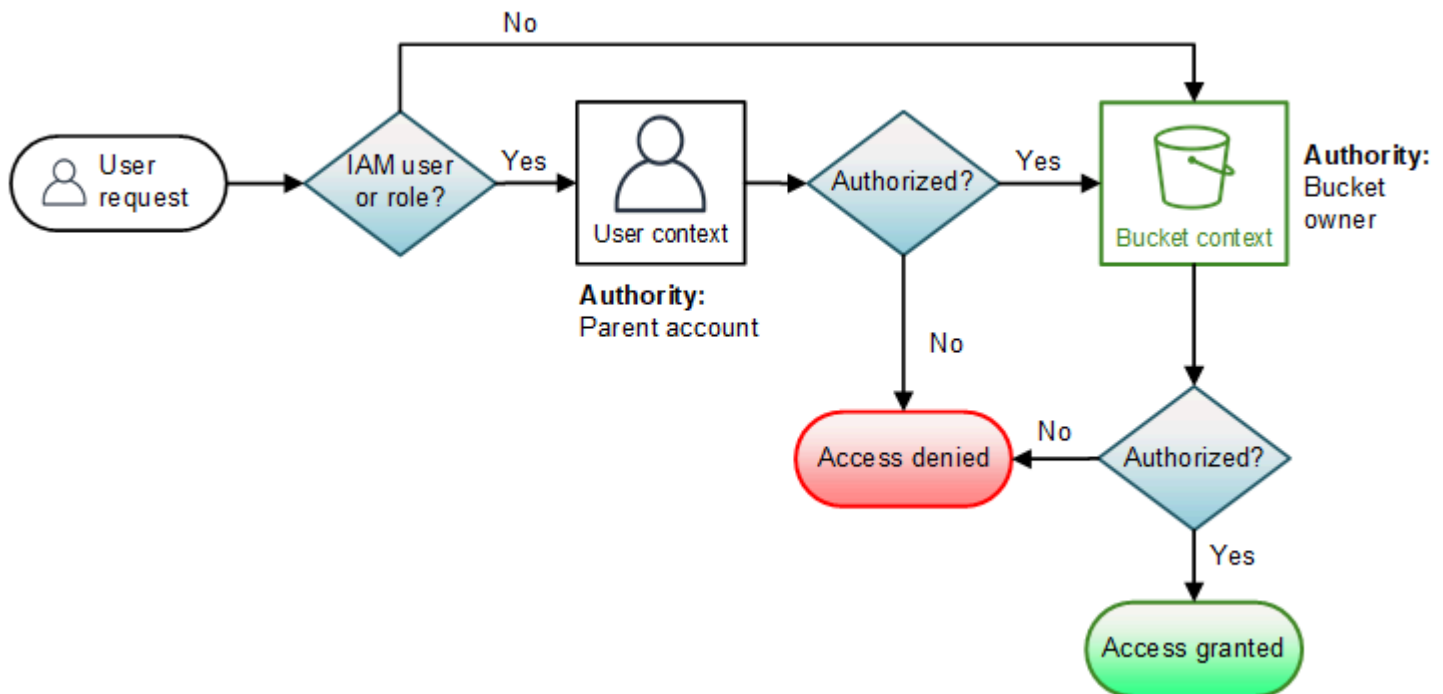 No
User
request
IAM user
or role?
Yes
User context
Authority:
Parent account
Authorized?
Yes
Bucket context
Authority:
Bucket
owner
No
Access denied
No
Authorized?
Yes
Access granted